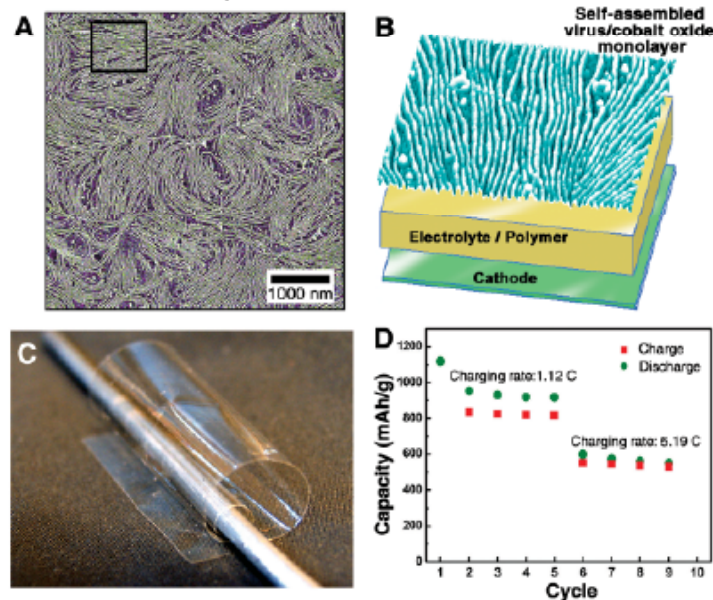 A
1000 nm
B
Self-assembled
virus/cobalt oxide
monolayer
Electrolyte / Polymer
Cathode
C
D
Charge
Discharge
Charging rate:1.12 C
Charging rate: 5.19 C
Capacity (mAh/g)
1200
1000
800
600
400
200
0
1 2 3 4 5 6 7 8 9 10
Cycle